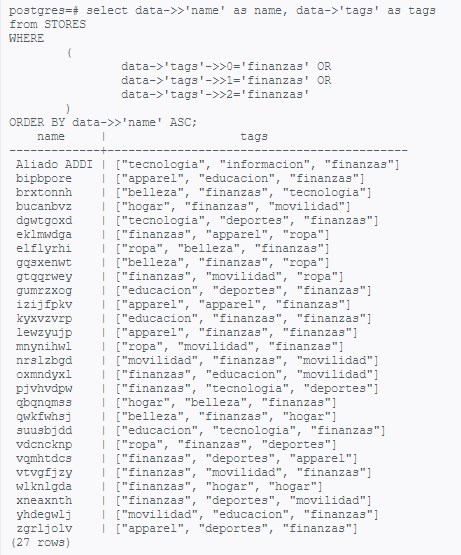 postgres=# select data->>'name' as name, data->'tags' as tags
from STORES
WHERE
(
data->'tags'->>0='finanzas' OR
data->'tags'->>1='finanzas' OR
data->'tags'->>2='finanzas'
)
ORDER BY data->>'name' ASC;
name | tags
------------+------------------------------------------
Aliado ADDI | ["tecnologia", "informacion", "finanzas"]
bipbpore | ["apparel", "educacion", "finanzas"]
brxtonnh | ["belleza", "finanzas", "tecnologia"]
bucanbvz | ["hogar", "finanzas", "movilidad"]
dgwtgoxd | ["tecnologia", "deportes", "finanzas"]
eklmwdga | ["finanzas", "apparel", "ropa"]
elflyrhi | ["ropa", "belleza", "finanzas"]
gqsxenwt | ["belleza", "finanzas", "ropa"]
gtqqrwey | ["finanzas", "movilidad", "ropa"]
gumrzxog | ["educacion", "deportes", "finanzas"]
izijfpkv | ["apparel", "apparel", "finanzas"]
kyxvzvrp | ["educacion", "finanzas", "finanzas"]
lewzyujp | ["apparel", "finanzas", "finanzas"]
mnynihwl | ["ropa", "movilidad", "finanzas"]
nrslzbgd | ["movilidad", "finanzas", "movilidad"]
oxmndyxl | ["finanzas", "educacion", "movilidad"]
pjvhvdpw | ["finanzas", "tecnologia", "deportes"]
qbqnqmss | ["hogar", "belleza", "finanzas"]
qwkfwhsj | ["belleza", "finanzas", "hogar"]
suusbjdd | ["educacion", "tecnologia", "finanzas"]
vdcncknp | ["ropa", "finanzas", "deportes"]
vqmhtdcs | ["finanzas", "deportes", "apparel"]
vtvgfjzy | ["finanzas", "movilidad", "finanzas"]
wlknlgda | ["finanzas", "hogar", "hogar"]
xneaxnth | ["finanzas", "deportes", "movilidad"]
yhdegwlj | ["movilidad", "educacion", "finanzas"]
zgrljolv | ["apparel", "deportes", "finanzas"]
(27 rows)